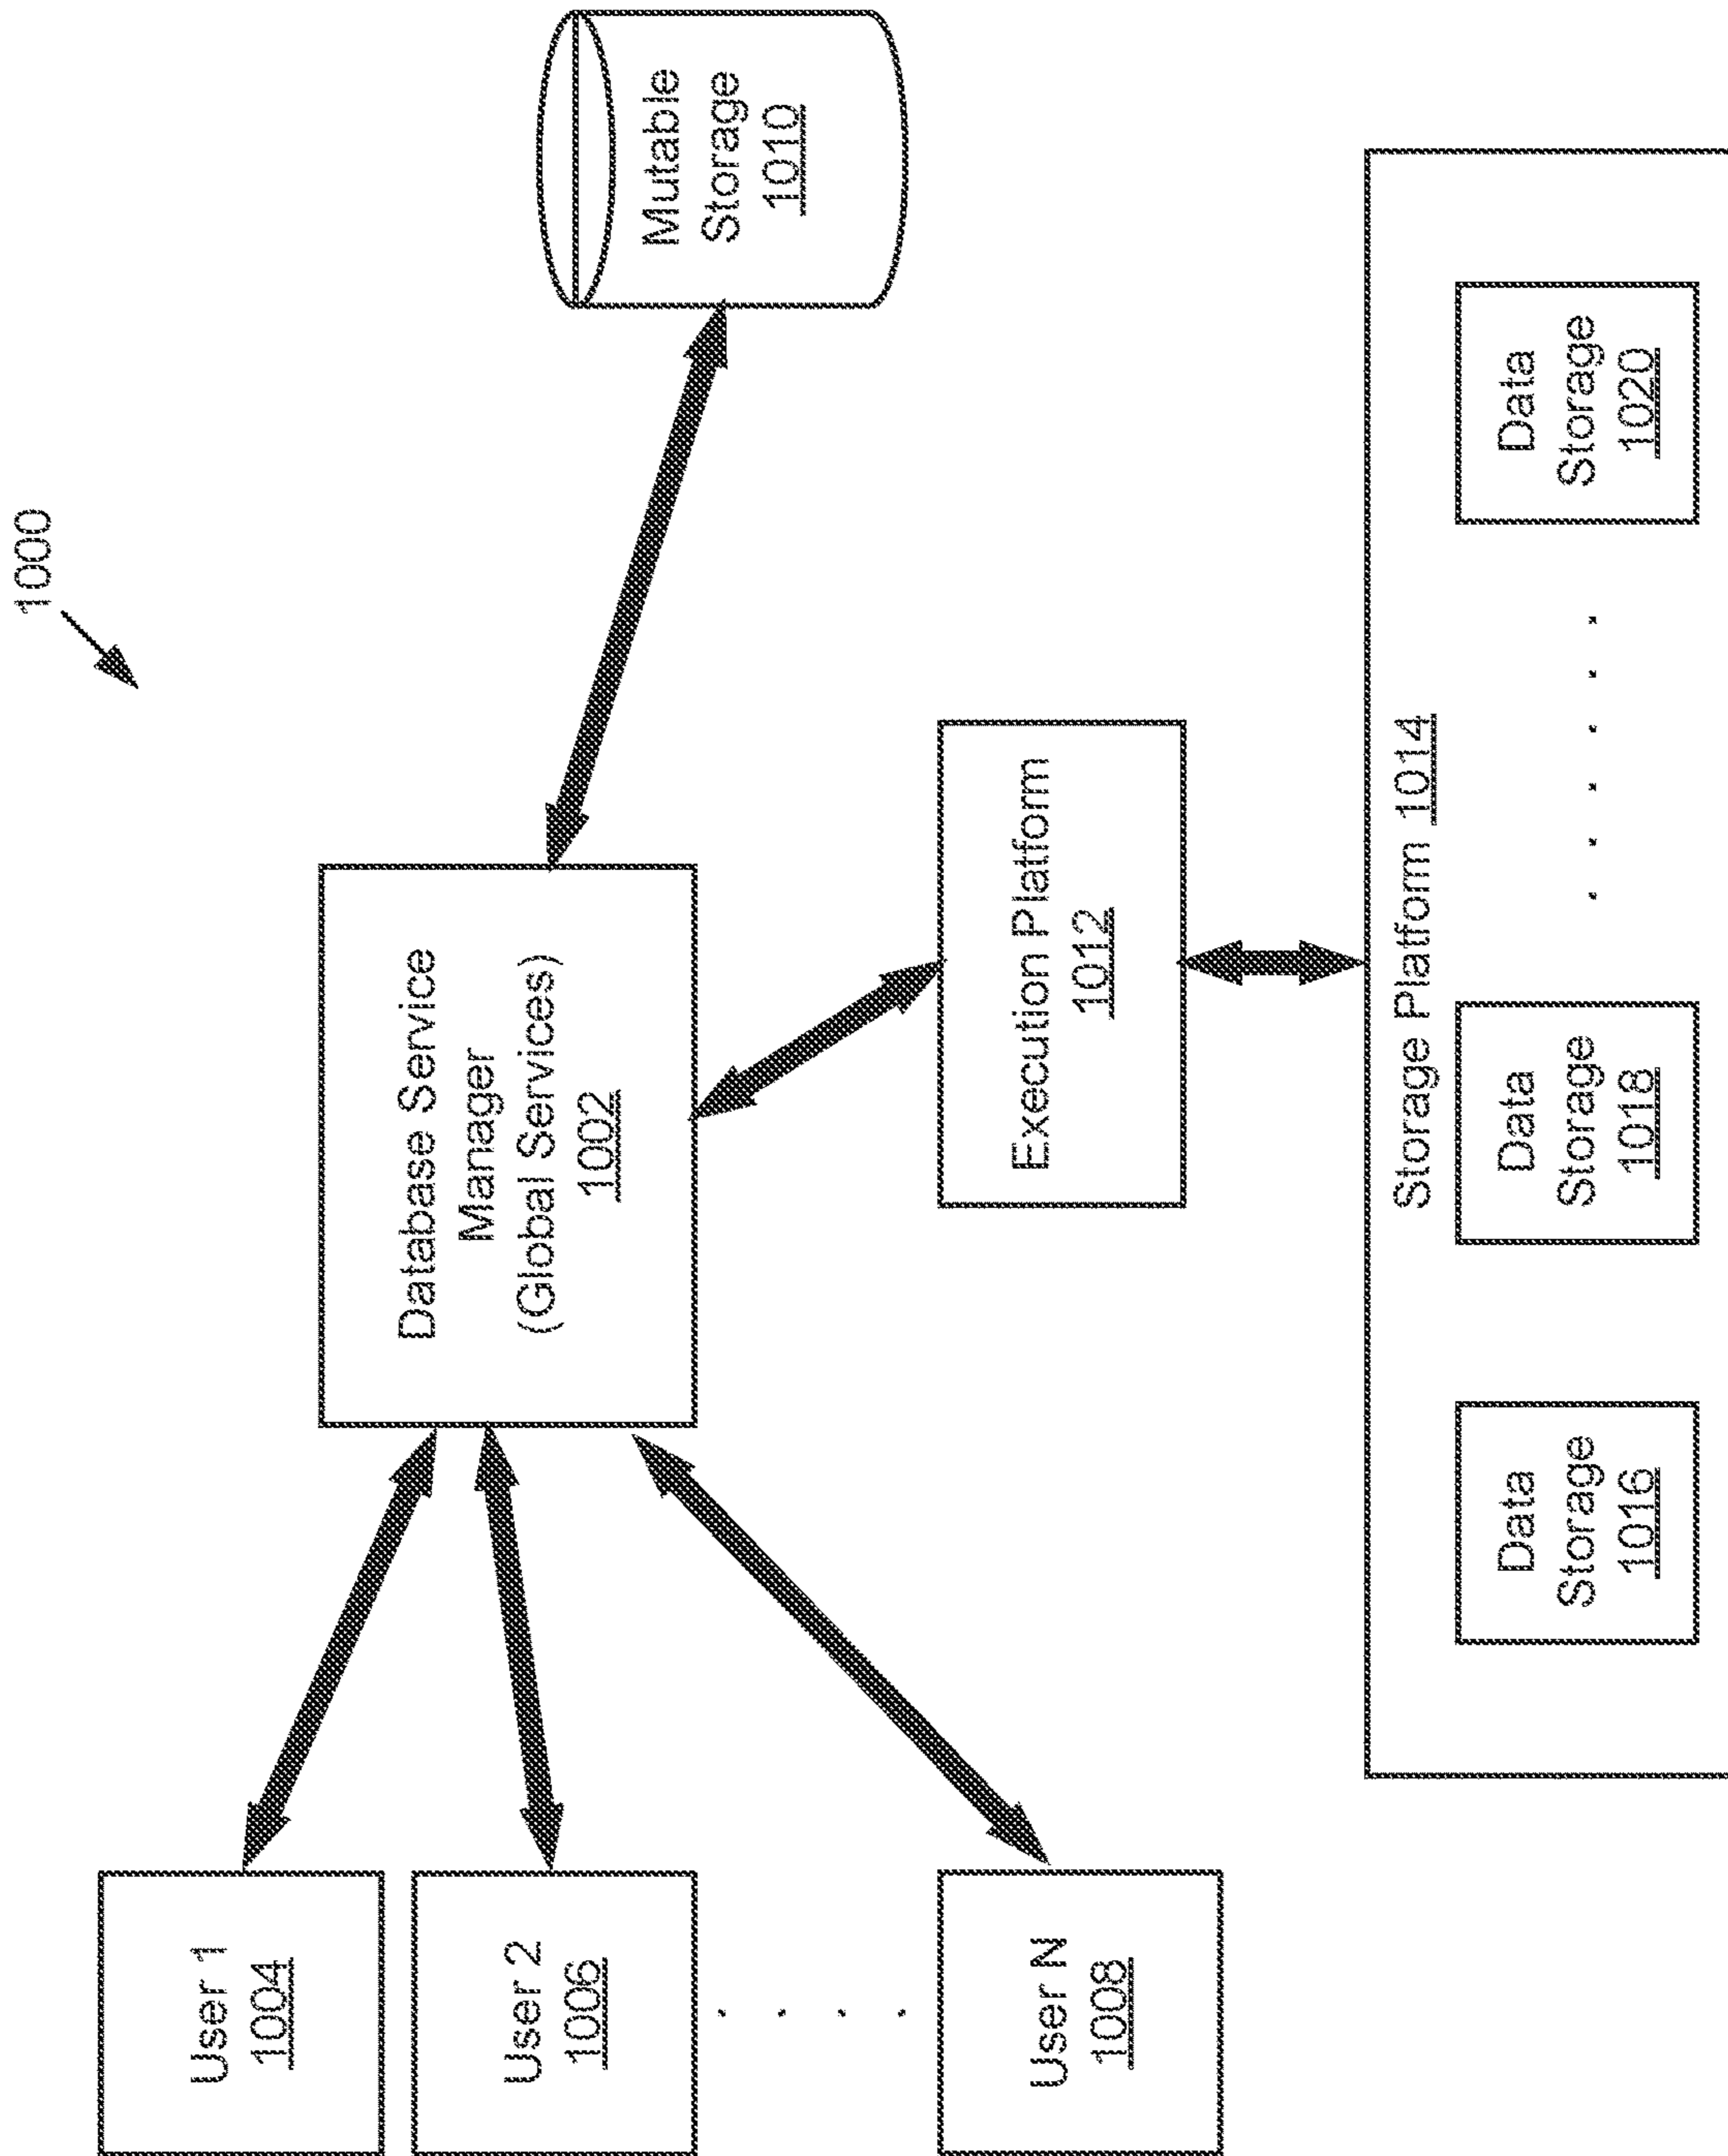 1000
User 1
1004
User 2
1006
User N
1008
Database Service
Manager
(Global Services)
1002
Mutable
Storage
1010
Execution Platform
1012
Storage Platform 1014
Data
Storage
1016
Data
Storage
1018
Data
Storage
1020